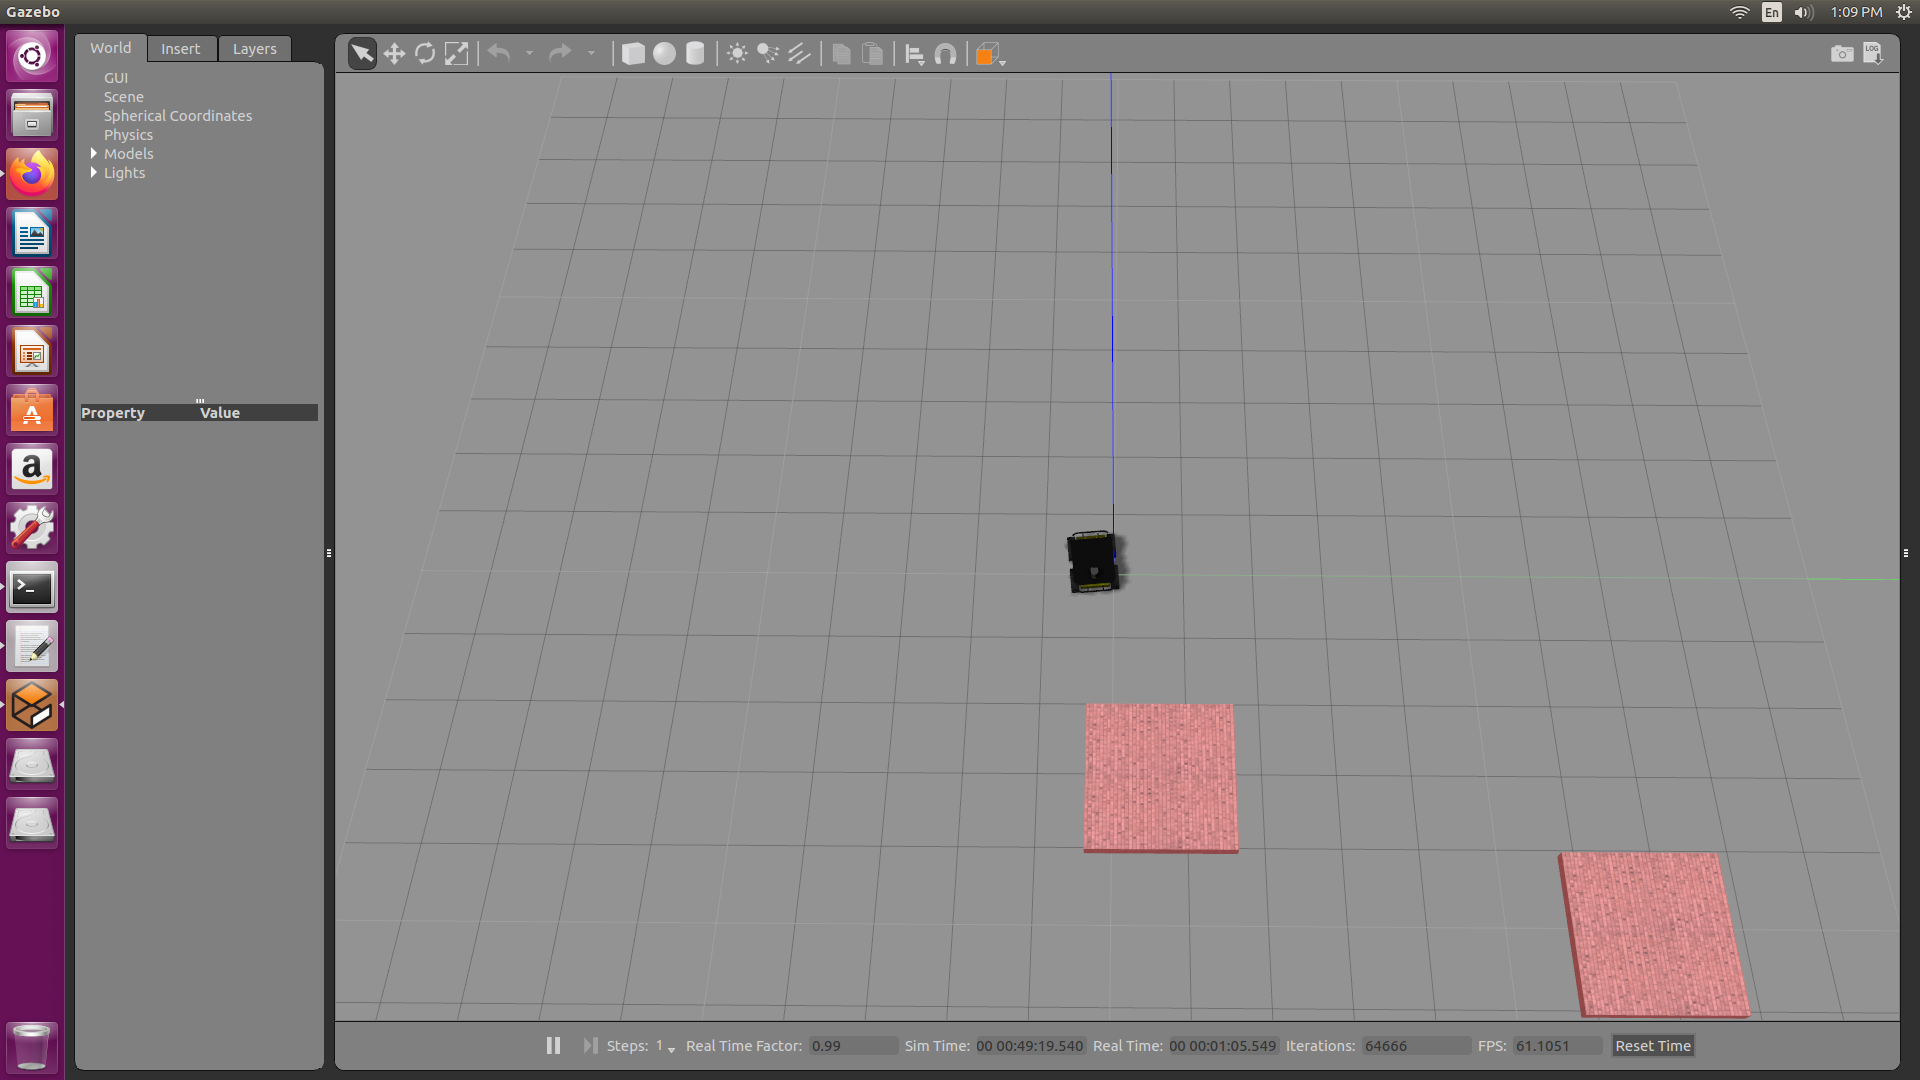 Gazebo
En
1:09 PM
World Insert Layers
LOG
GUI
Scene
Spherical Coordinates
Physics
Models
Lights
Property Value
Steps: 1 Real Time Factor: 0.99 Sim Time: 00 00:49:19.540 Real Time: 00 00:01:05.549 Iterations: 64666 FPS: 61.1051 Reset Time